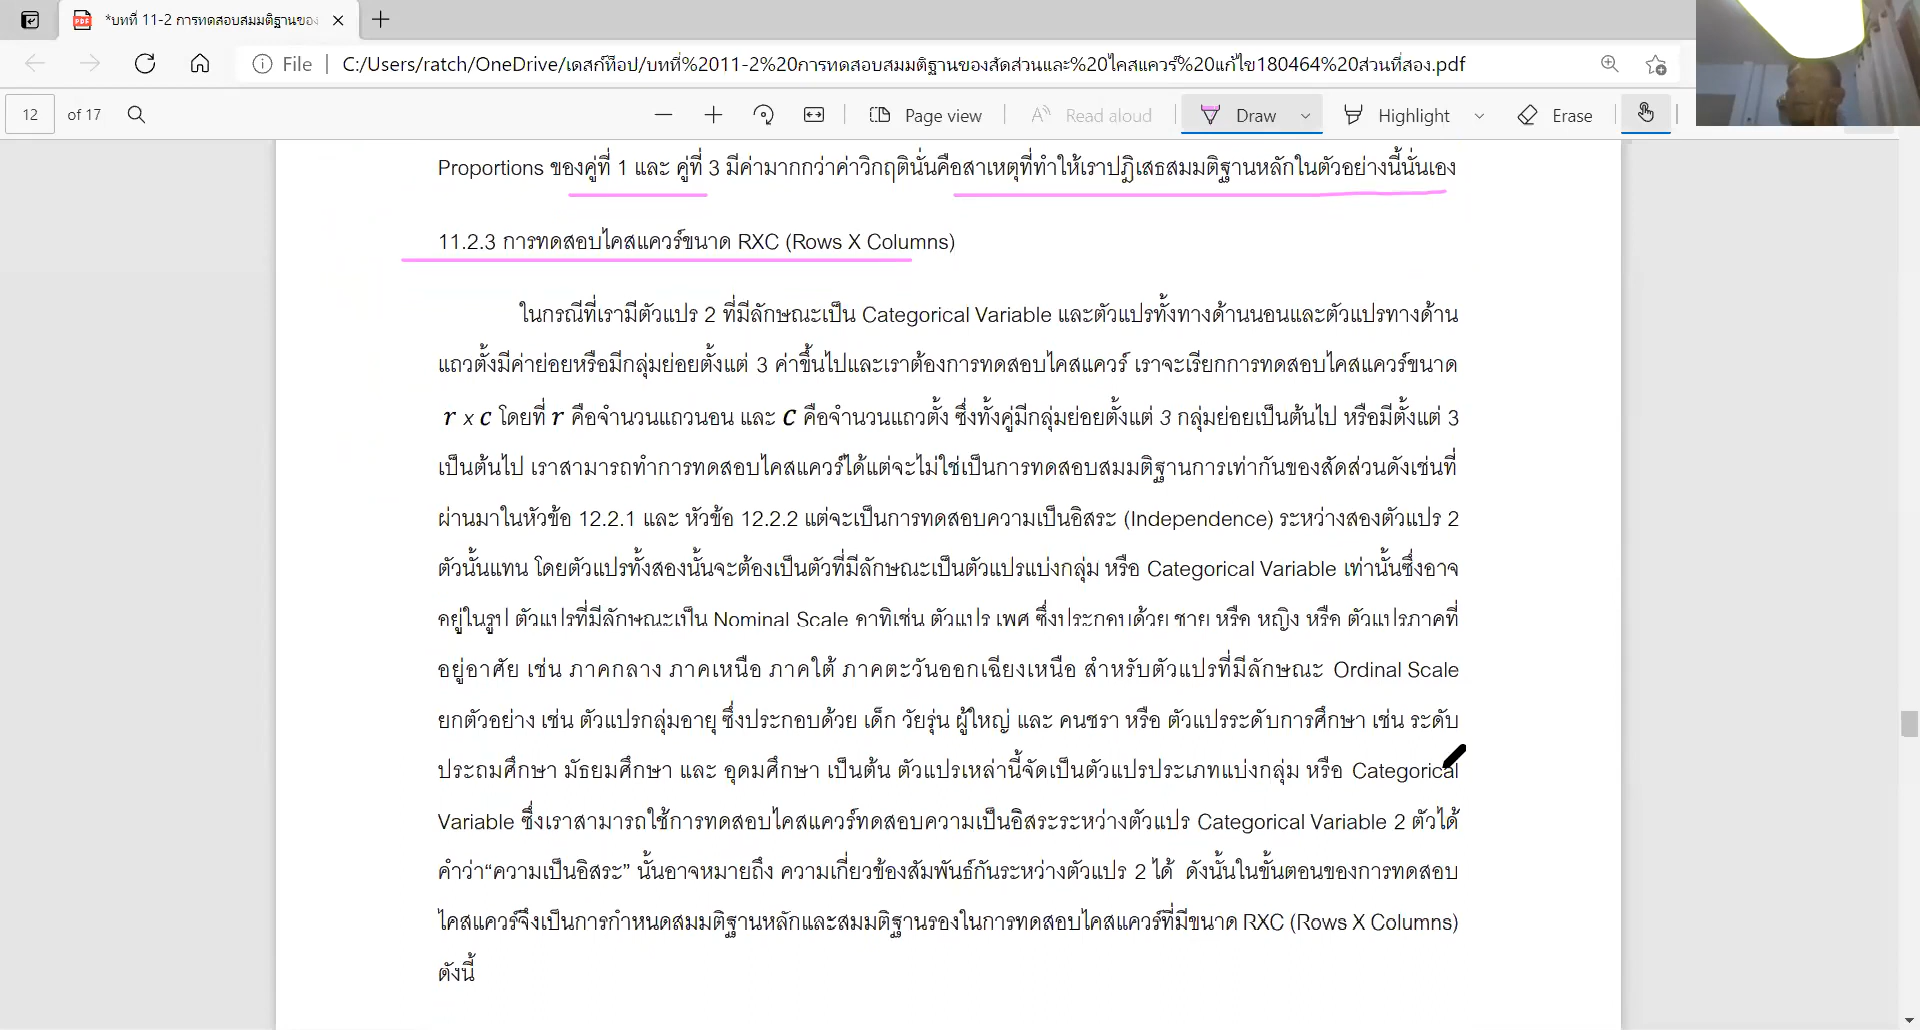 *บทที่ 11-2 การทดสอบสมมติฐานของ
File
C:/Users/ratch/OneDrive/เดสก์ท็อป/บทที่%2011-2%20การทดสอบสมมติฐานของสัดส่วนและ%20ไคสแควร์%20แก้ไข180464%20ส่วนที่สอง.pdf
12 of 17
Page view
Read aloud
Draw
Highlight
Erase
Proportions ของคู่ที่ 1 และ คู่ที่ 3 มีค่ามากกว่าค่าวิกฤตินั่นคือสาเหตุที่ทำให้เราปฏิเสธสมมติฐานหลักในตัวอย่างนี้นั่นเอง
11.2.3 การทดสอบไคสแควร์ขนาด RXC (Rows X Columns)
ในกรณีที่เรามีตัวแปร 2 ที่มีลักษณะเป็น Categorical Variable และตัวแปรทั้งทางด้านนอนและตัวแปรทางด้าน
แถวตั้งมีค่าย่อยหรือมีกลุ่มย่อยตั้งแต่ 3 ค่าขึ้นไปและเราต้องการทดสอบไคสแควร์ เราจะเรียกการทดสอบไคสแควร์ขนาด
r x c โดยที่ r คือจำนวนแถวนอน และ c คือจำนวนแถวตั้ง ซึ่งทั้งคู่มีกลุ่มย่อยตั้งแต่ 3 กลุ่มย่อยเป็นต้นไป หรือมีตั้งแต่ 3
เป็นต้นไป เราสามารถทำการทดสอบไคสแควร์ได้แต่จะไม่ใช่เป็นการทดสอบสมมติฐานการเท่ากันของสัดส่วนดังเช่นที่
ผ่านมาในหัวข้อ 12.2.1 และ หัวข้อ 12.2.2 แต่จะเป็นการทดสอบความเป็นอิสระ (Independence) ระหว่างสองตัวแปร 2
ตัวนั้นแทน โดยตัวแปรทั้งสองนั้นจะต้องเป็นตัวที่มีลักษณะเป็นตัวแปรแบ่งกลุ่ม หรือ Categorical Variable เท่านั้นซึ่งอาจ
อยู่ในรูป ตัวแปรที่มีลักษณะเป็น Nominal Scale อาทิเช่น ตัวแปร เพศ ซึ่งประกอบด้วย ชาย หรือ หญิง หรือ ตัวแปรภาคที่
อยู่อาศัย เช่น ภาคกลาง ภาคเหนือ ภาคใต้ ภาคตะวันออกเฉียงเหนือ สำหรับตัวแปรที่มีลักษณะ Ordinal Scale
ยกตัวอย่าง เช่น ตัวแปรกลุ่มอายุ ซึ่งประกอบด้วย เด็ก วัยรุ่น ผู้ใหญ่ และ คนชรา หรือ ตัวแปรระดับการศึกษา เช่น ระดับ
ประถมศึกษา มัธยมศึกษา และ อุดมศึกษา เป็นต้น ตัวแปรเหล่านี้จัดเป็นตัวแปรประเภทแบ่งกลุ่ม หรือ Categorical
Variable ซึ่งเราสามารถใช้การทดสอบไคสแควร์ทดสอบความเป็นอิสระระหว่างตัวแปร Categorical Variable 2 ตัวได้
คำว่า“ความเป็นอิสระ” นั้นอาจหมายถึง ความเกี่ยวข้องสัมพันธ์กันระหว่างตัวแปร 2 ได้ ดังนั้นในขั้นตอนของการทดสอบ
ไคสแควร์จึงเป็นการกำหนดสมมติฐานหลักและสมมติฐานรองในการทดสอบไคสแควร์ที่มีขนาด RXC (Rows X Columns)
ดังนี้